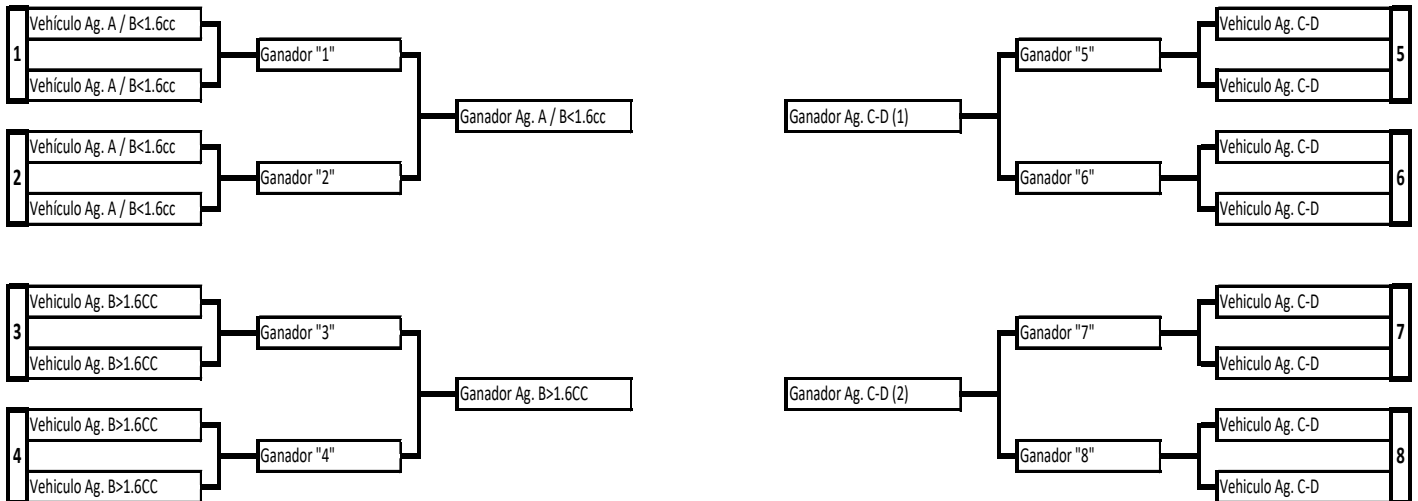 1
Vehículo Ag. A / B<1.6cc
Vehículo Ag. A / B<1.6cc
Ganador "1"
2
Vehículo Ag. A / B<1.6cc
Vehículo Ag. A / B<1.6cc
Ganador "2"
Ganador Ag. A / B<1.6cc
3
Vehiculo Ag. B>1.6CC
Vehiculo Ag. B>1.6CC
Ganador "3"
4
Vehiculo Ag. B>1.6CC
Vehiculo Ag. B>1.6CC
Ganador "4"
Ganador Ag. B>1.6CC
Ganador Ag. C-D (1)
Ganador "5"
Vehiculo Ag. C-D
Vehiculo Ag. C-D
5
Ganador "6"
Vehiculo Ag. C-D
Vehiculo Ag. C-D
6
Ganador Ag. C-D (2)
Ganador "7"
Vehiculo Ag. C-D
Vehiculo Ag. C-D
7
Ganador "8"
Vehiculo Ag. C-D
Vehiculo Ag. C-D
8